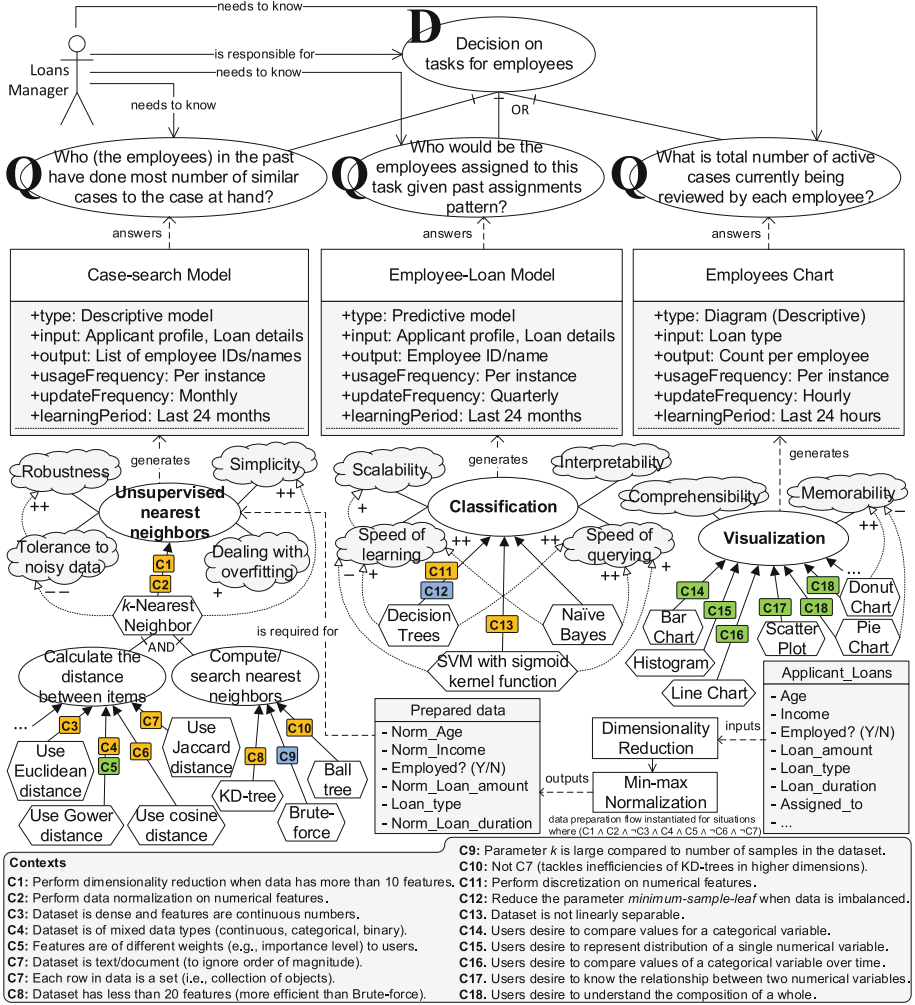 needs to know
D
Decision on
tasks for employees
is responsible for
needs to know
Loans
Manager
needs to know
OR
Q
Who (the employees) in the past
have done most number of similar
cases to the case at hand?
Q
Who would be the
employees assigned to this
task given past assignments
pattern?
Q
What is total number of active
cases currently being
reviewed by each employee?
answers
answers
answers
Case-search Model
+type: Descriptive model
+input: Applicant profile, Loan details
+output: List of employee IDs/names
+usageFrequency: Per instance
+updateFrequency: Monthly
+learningPeriod: Last 24 months
Employee-Loan Model
+type: Predictive model
+input: Applicant profile, Loan details
+output: Employee ID/name
+usageFrequency: Per instance
+updateFrequency: Quarterly
+learningPeriod: Last 24 months
Employees Chart
+type: Diagram (Descriptive)
+input: Loan type
+output: Count per employee
+usageFrequency: Per instance
+updateFrequency: Hourly
+learningPeriod: Last 24 hours
generates
generates
generates
Robustness
++
Simplicity
++
Unsupervised
nearest
neighbors
Tolerance to
noisy data
– –
Dealing with
overfitting
+
C1
C2
k-Nearest
Neighbor
AND
is required for
Calculate the
distance
between items
Compute/
search nearest
neighbors
...
C3
C4
C5
C6
C7
C8
C9
C10
Use
Euclidean
distance
Use Gower
distance
Use cosine
distance
Use
Jaccard
distance
KD-tree
Brute-
force
Ball
tree
Scalability
+
Interpretability
Classification
Speed of
learning
++
–
+
Speed of
querying
++
++
+
C11
C12
C13
Decision
Trees
SVM with sigmoid
kernel function
Naïve
Bayes
Comprehensibility
Memorability
++
–
Visualization
...
C14
C15
C16
C17
C18
C18
Bar
Chart
Histogram
Line Chart
Scatter
Plot
Donut
Chart
Pie
Chart
Prepared data
- Norm_Age
- Norm_Income
- Employed? (Y/N)
- Norm_Loan_amount
- Loan_type
- Norm_Loan_duration
outputs
Dimensionality
Reduction
Min-max
Normalization
inputs
data preparation flow instantiated for situations
where (C1 ∧ C2 ∧ ¬C3 ∧ C4 ∧ C5 ∧ ¬C6 ∧ ¬C7)
Applicant_Loans
- Age
- Income
- Employed? (Y/N)
- Loan_amount
- Loan_type
- Loan_duration
- Assigned_to
- ...
Contexts
C1: Perform dimensionality reduction when data has more than 10 features.
C2: Perform data normalization on numerical features.
C3: Dataset is dense and features are continuous numbers.
C4: Dataset is of mixed data types (continuous, categorical, binary).
C5: Features are of different weights (e.g., importance level) to users.
C7: Dataset is text/document (to ignore order of magnitude).
C7: Each row in data is a set (i.e., collection of objects).
C8: Dataset has less than 20 features (more efficient than Brute-force).
C9: Parameter k is large compared to number of samples in the dataset.
C10: Not C7 (tackles inefficiencies of KD-trees in higher dimensions).
C11: Perform discretization on numerical features.
C12: Reduce the parameter minimum-sample-leaf when data is imbalanced.
C13: Dataset is not linearly separable.
C14: Users desire to compare values for a categorical variable.
C15: Users desire to represent distribution of a single numerical variable.
C16: Users desire to compare values of a categorical variable over time.
C17: Users desire to know the relationship between two numerical variables.
C18: Users desire to understand the composition of a whole.